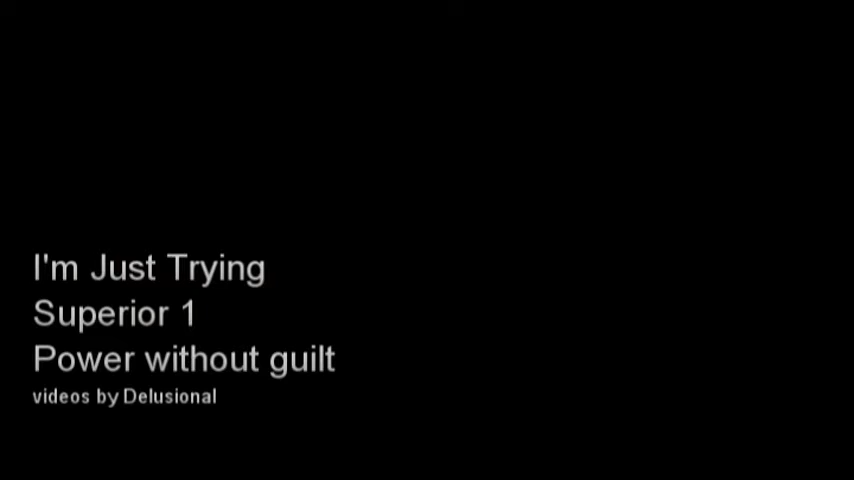 I'm Just Trying
Superior 1
Power without guilt
videos by Delusional